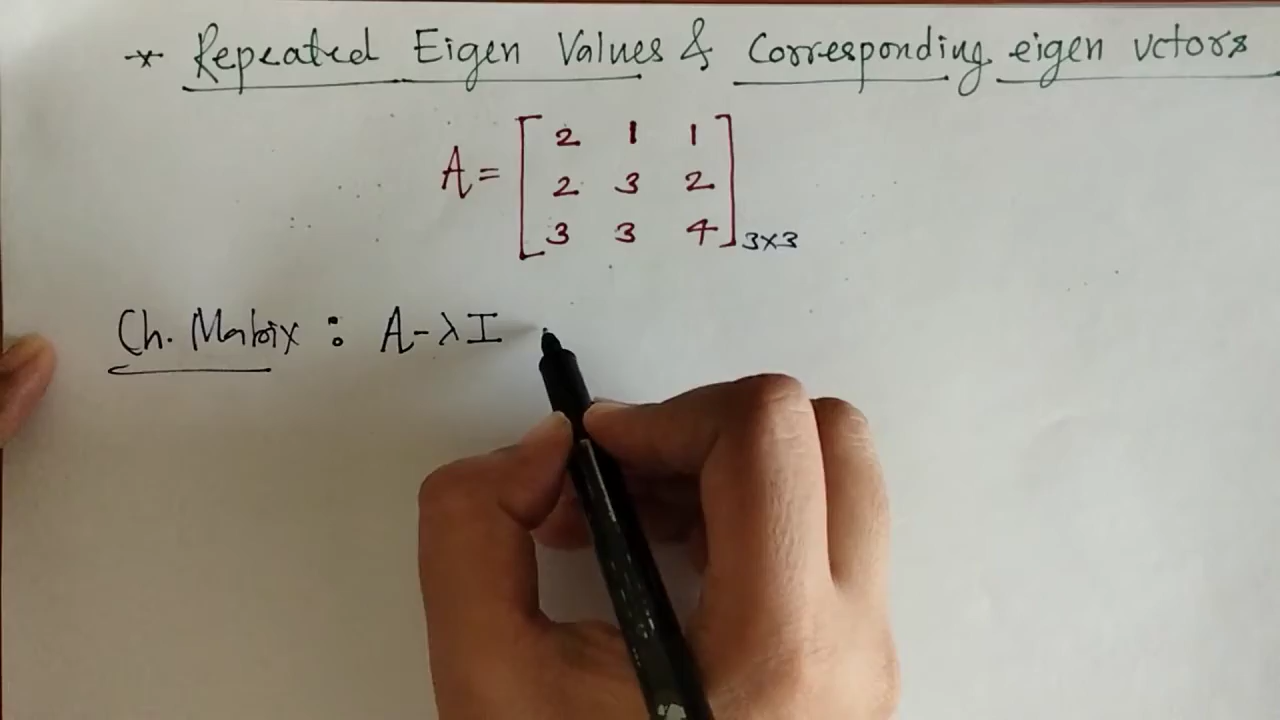 * Repeated Eigen Values & Corresponding eigen vctors
A = [ 2 1 1
2 3 2
3 3 4 ]3×3
Ch. Matrix : A-λI